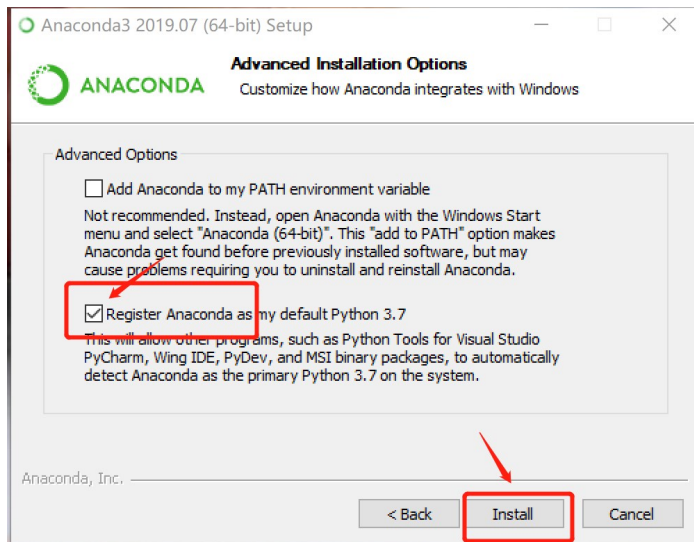 Anaconda3 2019.07 (64-bit) Setup
ANACONDA
Advanced Installation Options
Customize how Anaconda integrates with Windows
Advanced Options
Add Anaconda to my PATH environment variable
Not recommended. Instead, open Anaconda with the Windows Start
menu and select "Anaconda (64-bit)". This "add to PATH" option makes
Anaconda get found before previously installed software, but may
cause problems requiring you to uninstall and reinstall Anaconda.
Register Anaconda as my default Python 3.7
This will allow other programs, such as Python Tools for Visual Studio
PyCharm, Wing IDE, PyDev, and MSI binary packages, to automatically
detect Anaconda as the primary Python 3.7 on the system.
Anaconda, Inc.
< Back
Install
Cancel